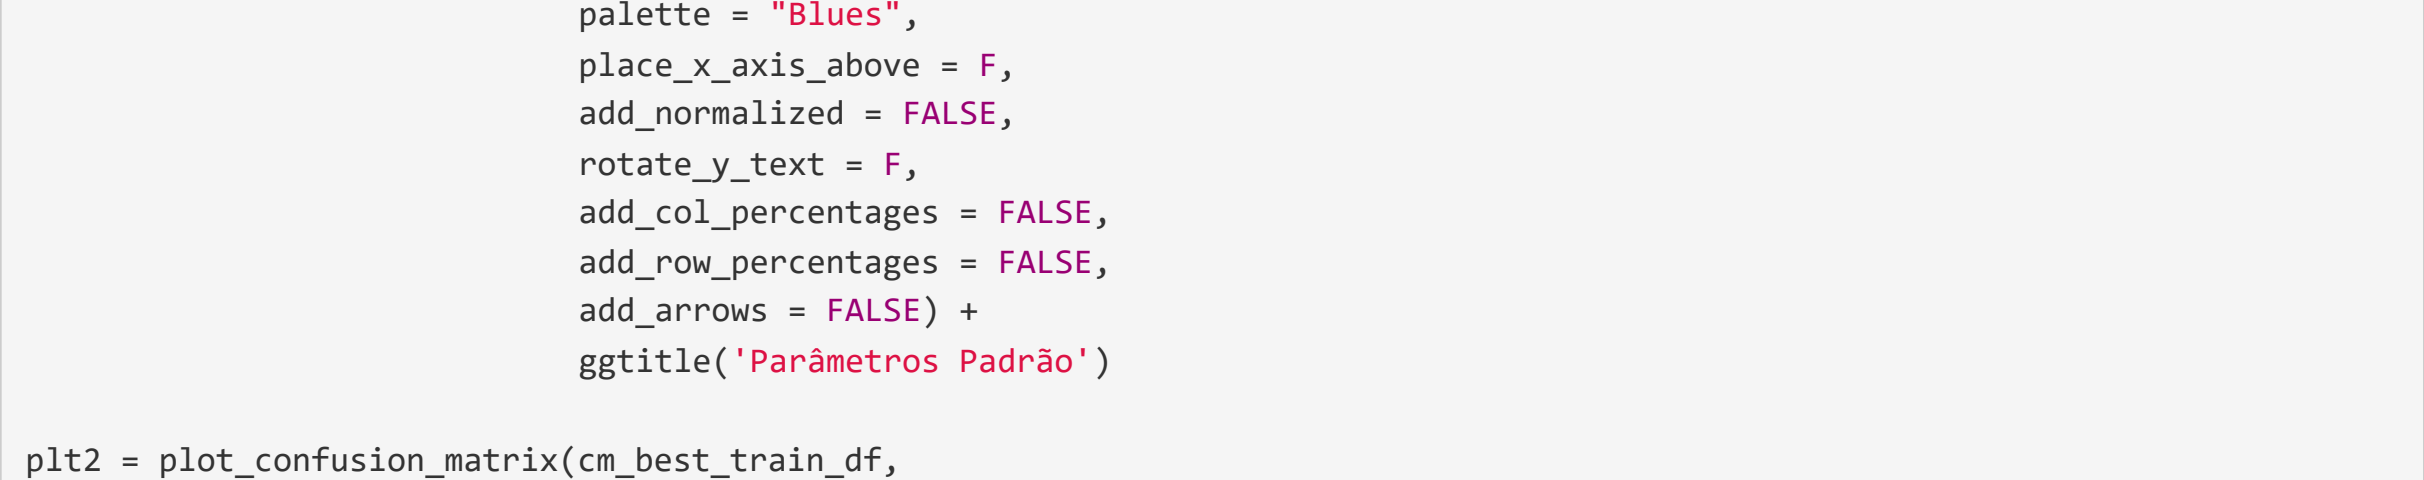 palette = "Blues",
place_x_axis_above = F,
add_normalized = FALSE,
rotate_y_text = F,
add_col_percentages = FALSE,
add_row_percentages = FALSE,
add_arrows = FALSE) +
ggtitle('Parâmetros Padrão')
plt2 = plot_confusion_matrix(cm_best_train_df,